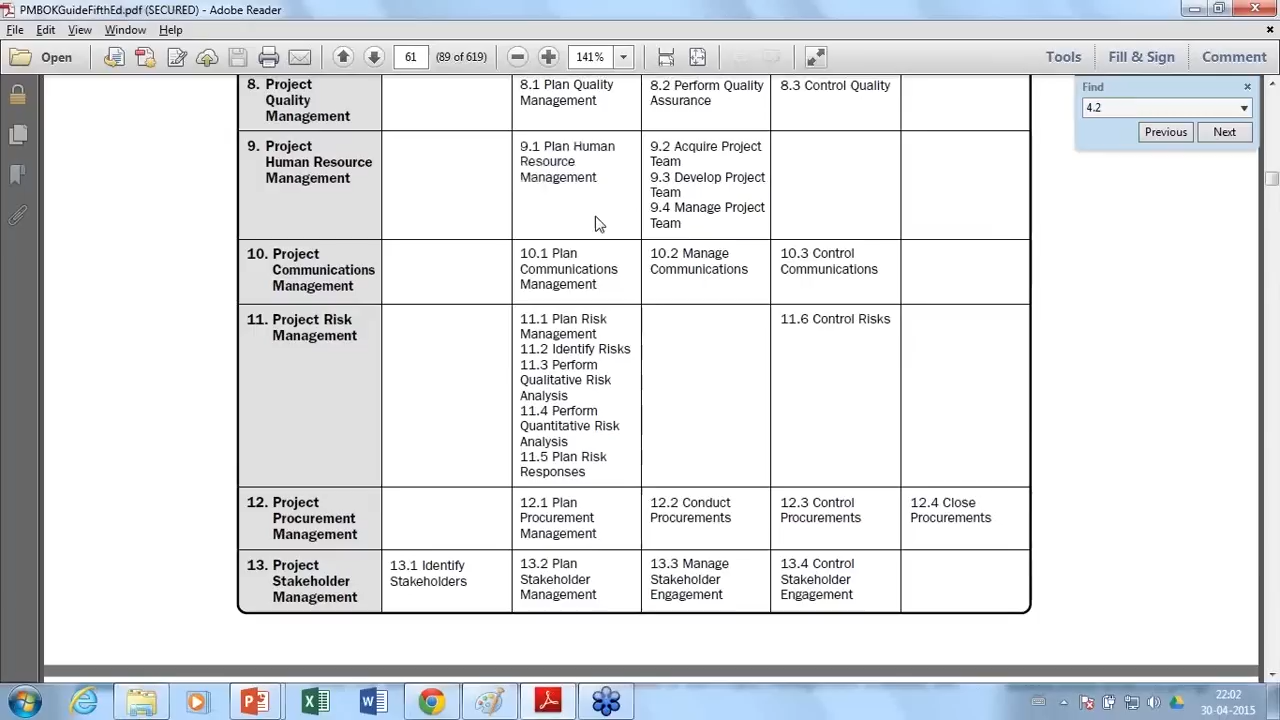 PMBOKGuideFifthEd.pdf (SECURED) - Adobe Reader
File Edit View Window Help
Open
61
(89 of 619)
141%
Tools
Fill & Sign
Comment
Find
4.2
Previous
Next
8. Project
Quality
Management
8.1 Plan Quality
Management
8.2 Perform Quality
Assurance
8.3 Control Quality
9. Project
Human Resource
Management
9.1 Plan Human
Resource
Management
9.2 Acquire Project
Team
9.3 Develop Project
Team
9.4 Manage Project
Team
10. Project
Communications
Management
10.1 Plan
Communications
Management
10.2 Manage
Communications
10.3 Control
Communications
11. Project Risk
Management
11.1 Plan Risk
Management
11.2 Identify Risks
11.3 Perform
Qualitative Risk
Analysis
11.4 Perform
Quantitative Risk
Analysis
11.5 Plan Risk
Responses
11.6 Control Risks
12. Project
Procurement
Management
12.1 Plan
Procurement
Management
12.2 Conduct
Procurements
12.3 Control
Procurements
12.4 Close
Procurements
13. Project
Stakeholder
Management
13.1 Identify
Stakeholders
13.2 Plan
Stakeholder
Management
13.3 Manage
Stakeholder
Engagement
13.4 Control
Stakeholder
Engagement
22:02
30-04-2015